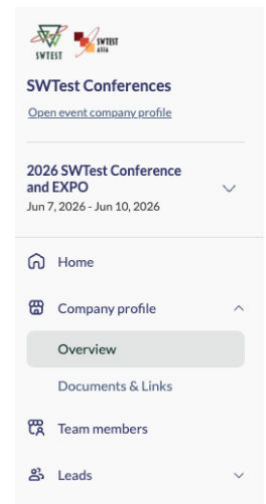 SWTEST
SWTEST
ASIA
SWTest Conferences
Open event company profile
2026 SWTest Conference
and EXPO
Jun 7, 2026 - Jun 10, 2026
Home
Company profile
Overview
Documents & Links
Team members
Leads